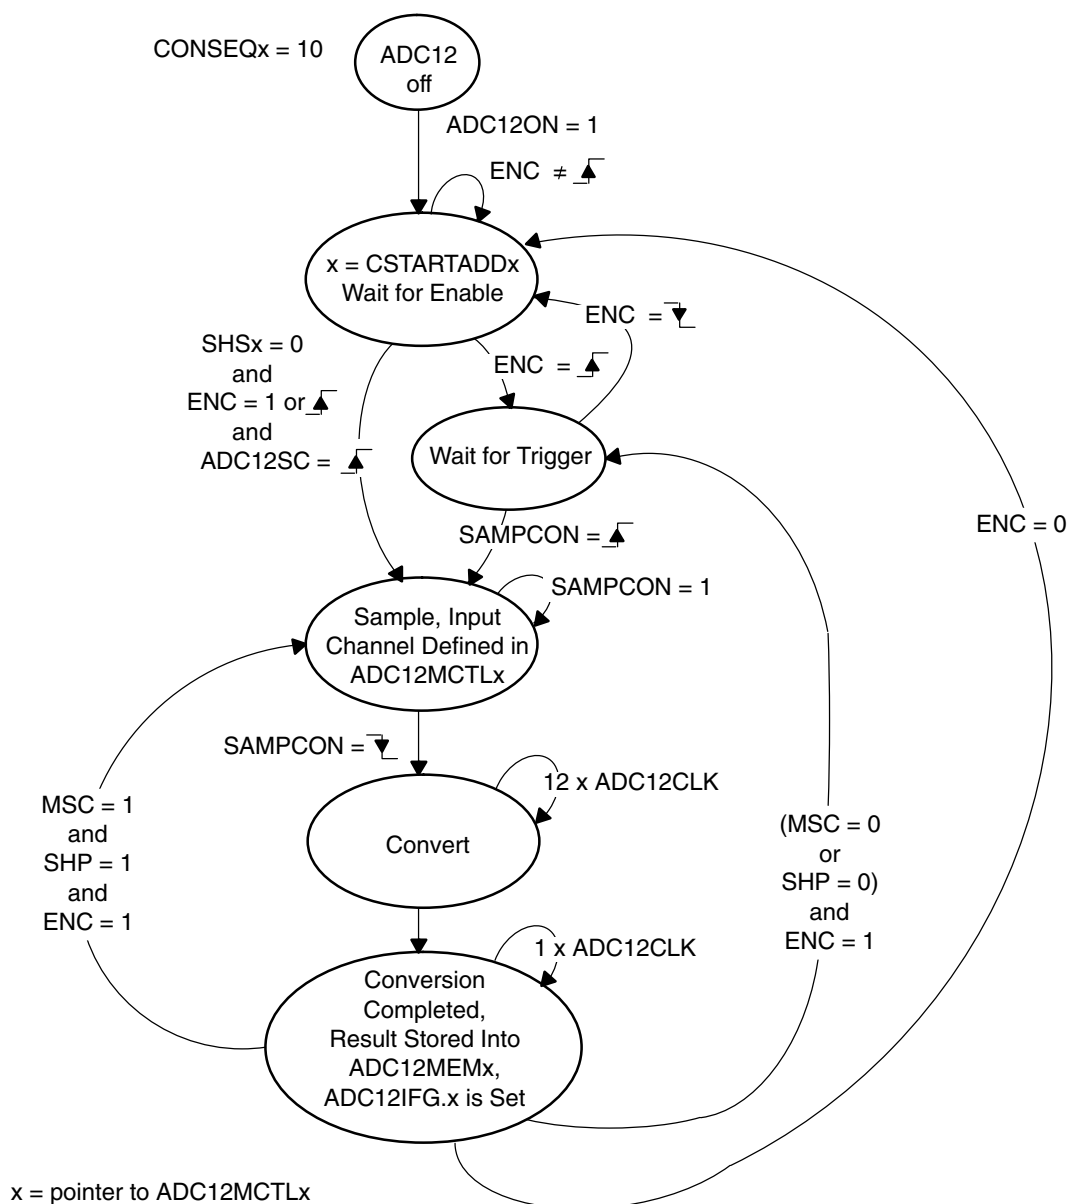 CONSEQx = 10
ADC12
off
ADC12ON = 1
ENC ≠
x = CSTARTADDx
Wait for Enable
ENC =
SHSx = 0
and
ENC = 1 or
and
ADC12SC =
ENC =
Wait for Trigger
ENC = 0
SAMPCON =
SAMPCON = 1
Sample, Input
Channel Defined in
ADC12MCTLx
SAMPCON =
12 x ADC12CLK
MSC = 1
and
SHP = 1
and
ENC = 1
Convert
(MSC = 0
or
SHP = 0)
and
ENC = 1
1 x ADC12CLK
Conversion
Completed,
Result Stored Into
ADC12MEMx,
ADC12IFG.x is Set
x = pointer to ADC12MCTLx